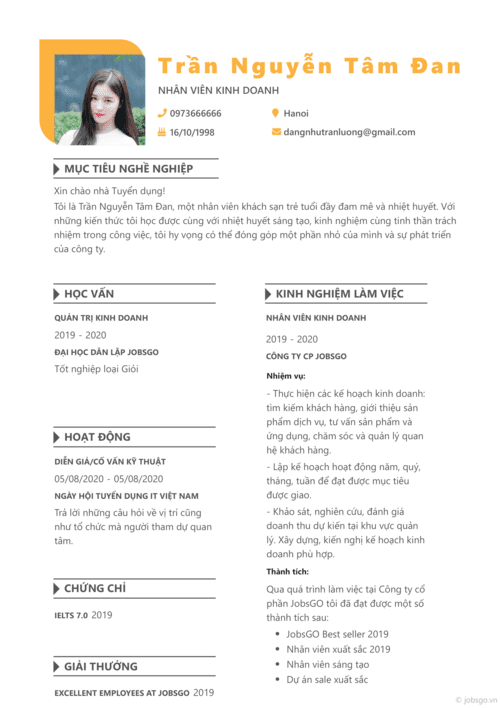 Trần Nguyễn Tâm Đan
NHÂN VIÊN KINH DOANH
0973666666
Hanoi
16/10/1998
dangnhutranluong@gmail.com
MỤC TIÊU NGHỀ NGHIỆP
Xin chào nhà Tuyển dụng!
Tôi là Trần Nguyễn Tâm Đan, một nhân viên khách sạn trẻ tuổi đầy đam mê và nhiệt huyết. Với
những kiến thức tôi học được cùng với nhiệt huyết sáng tạo, kinh nghiệm cùng tinh thần trách
nhiệm trong công việc, tôi hy vọng có thể đóng góp một phần nhỏ của mình và sự phát triển
của công ty.
HỌC VẤN
QUẢN TRỊ KINH DOANH
2019 - 2020
ĐẠI HỌC DÂN LẬP JOBSGO
Tốt nghiệp loại Giỏi
HOẠT ĐỘNG
DIỄN GIẢ/CỐ VẤN KỸ THUẬT
05/08/2020 - 05/08/2020
NGÀY HỘI TUYỂN DỤNG IT VIỆT NAM
Trả lời những câu hỏi về vị trí cũng
như tổ chức mà người tham dự quan
tâm.
CHỨNG CHỈ
IELTS 7.0 2019
GIẢI THƯỞNG
EXCELLENT EMPLOYEES AT JOBSGO 2019
KINH NGHIỆM LÀM VIỆC
NHÂN VIÊN KINH DOANH
2019 - 2020
CÔNG TY CP JOBSGO
Nhiệm vụ:
- Thực hiện các kế hoạch kinh doanh:
tìm kiếm khách hàng, giới thiệu sản
phẩm dịch vụ, tư vấn sản phẩm và
ứng dụng, chăm sóc và quản lý quan
hệ khách hàng.
- Lập kế hoạch hoạt động năm, quý,
tháng, tuần để đạt được mục tiêu
được giao.
- Khảo sát, nghiên cứu, đánh giá
doanh thu dự kiến tại khu vực quản
lý. Xây dựng, kiến nghị kế hoạch kinh
doanh phù hợp.
Thành tích:
Qua quá trình làm việc tại Công ty cổ
phần JobsGO tôi đã đạt được một số
thành tích sau:
• JobsGO Best seller 2019
• Nhân viên xuất sắc 2019
• Nhân viên sáng tạo
• Dự án sale xuất sắc
© jobsgo.vn